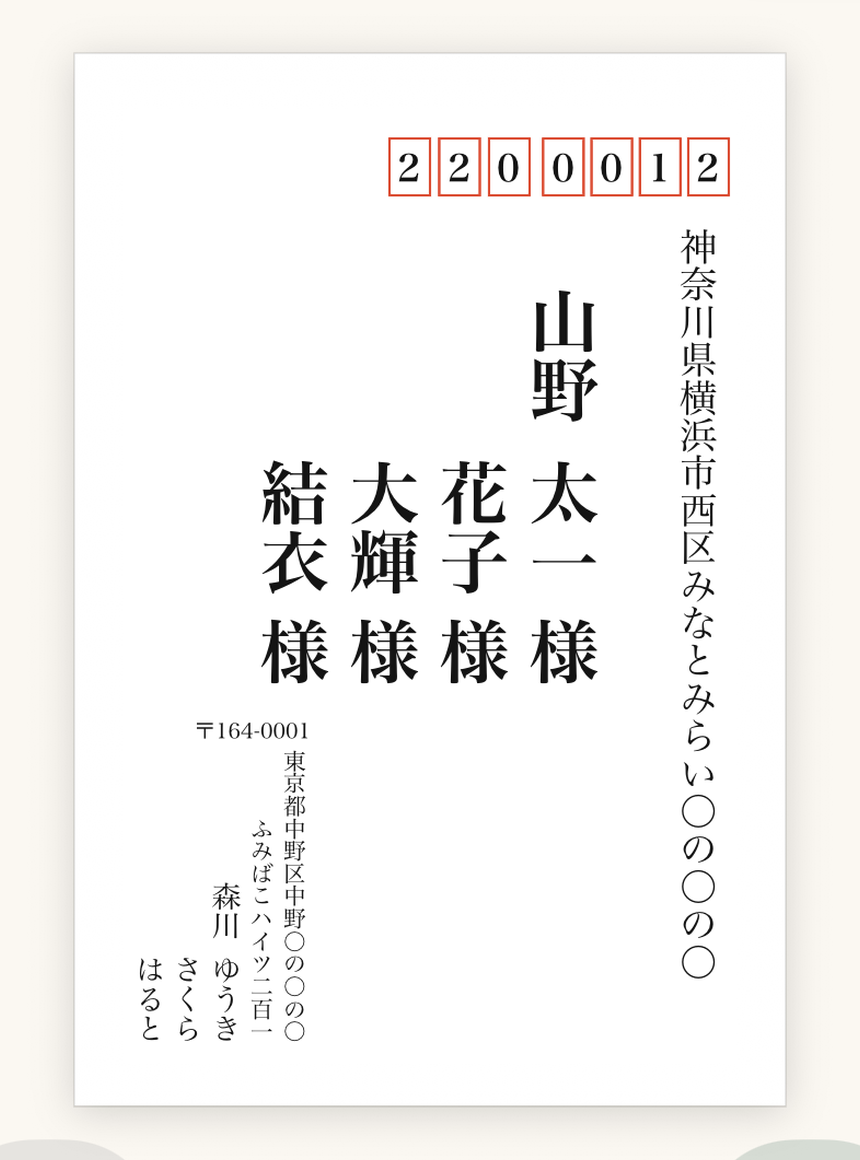 2200012
神奈川県横浜市西区みなとみらい〇の〇の〇
山野 太一 様
花子 様
大輝 様
結衣 様
〒164-0001
東京都中野区中野〇の〇の〇
ふみばこハイツ二百一
森川 ゆうき
さくら
はると